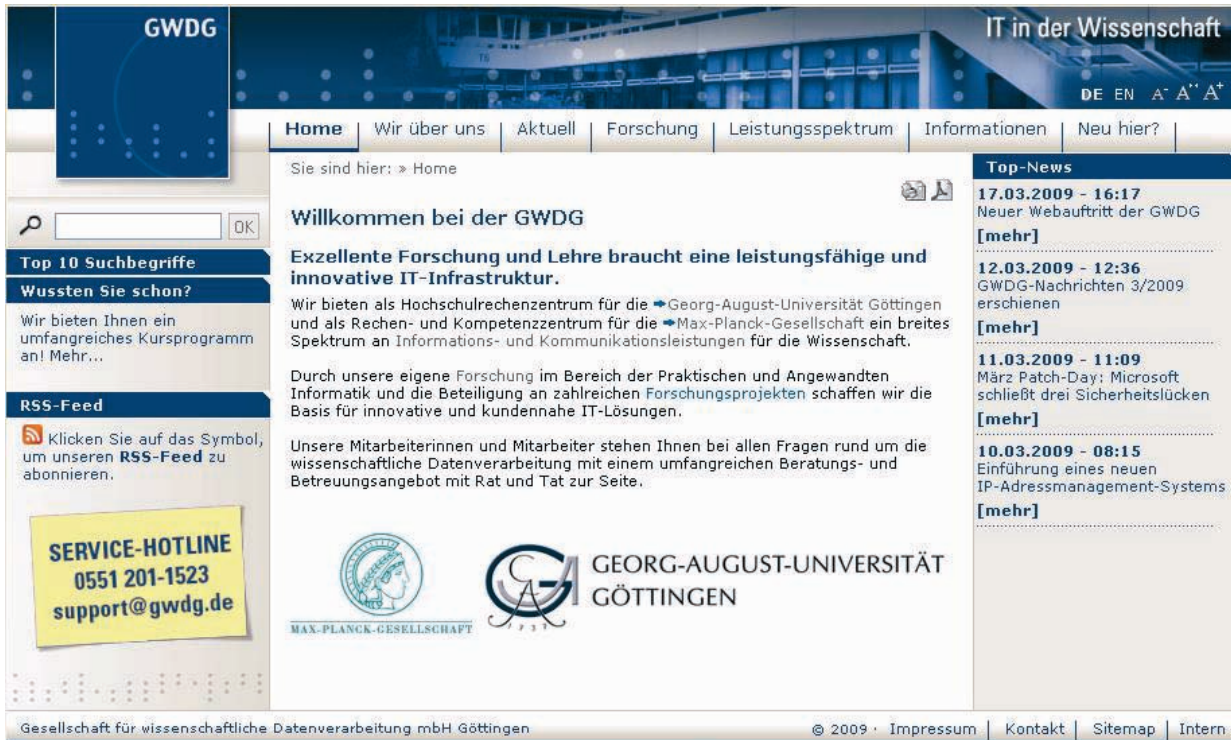 GWDG
IT in der Wissenschaft
DE EN A- A** A+
Home | Wir über uns | Aktuell | Forschung | Leistungsspektrum | Informationen | Neu hier? |
OK
Top 10 Suchbegriffe
Wussten Sie schon?
Wir bieten Ihnen ein
umfangreiches Kursprogramm
an! Mehr...
RSS-Feed
Klicken Sie auf das Symbol,
um unseren RSS-Feed zu
abonnieren.
SERVICE-HOTLINE
0551 201-1523
support@gwdg.de
Sie sind hier: » Home
Willkommen bei der GWDG
Exzellente Forschung und Lehre braucht eine leistungsfähige und
innovative IT-Infrastruktur.
Wir bieten als Hochschulrechenzentrum für die Georg-August-Universität Göttingen
und als Rechen- und Kompetenzzentrum für die Max-Planck-Gesellschaft ein breites
Spektrum an Informations- und Kommunikationsleistungen für die Wissenschaft.
Durch unsere eigene Forschung im Bereich der Praktischen und Angewandten
Informatik und die Beteiligung an zahlreichen Forschungsprojekten schaffen wir die
Basis für innovative und kundennahe IT-Lösungen.
Unsere Mitarbeiterinnen und Mitarbeiter stehen Ihnen bei allen Fragen rund um die
wissenschaftliche Datenverarbeitung mit einem umfangreichen Beratungs- und
Betreuungsangebot mit Rat und Tat zur Seite.
MAX-PLANCK-GESELLSCHAFT
1737
GEORG-AUGUST-UNIVERSITÄT
GÖTTINGEN
Top-News
17.03.2009 - 16:17
Neuer Webauftritt der GWDG
[mehr]
12.03.2009 - 12:36
GWDG-Nachrichten 3/2009
erschienen
[mehr]
11.03.2009 - 11:09
März Patch-Day: Microsoft
schließt drei Sicherheitslücken
[mehr]
10.03.2009 - 08:15
Einführung eines neuen
IP-Adressmanagement-Systems
[mehr]
Gesellschaft für wissenschaftliche Datenverarbeitung mbH Göttingen
© 2009 · Impressum | Kontakt | Sitemap | Intern